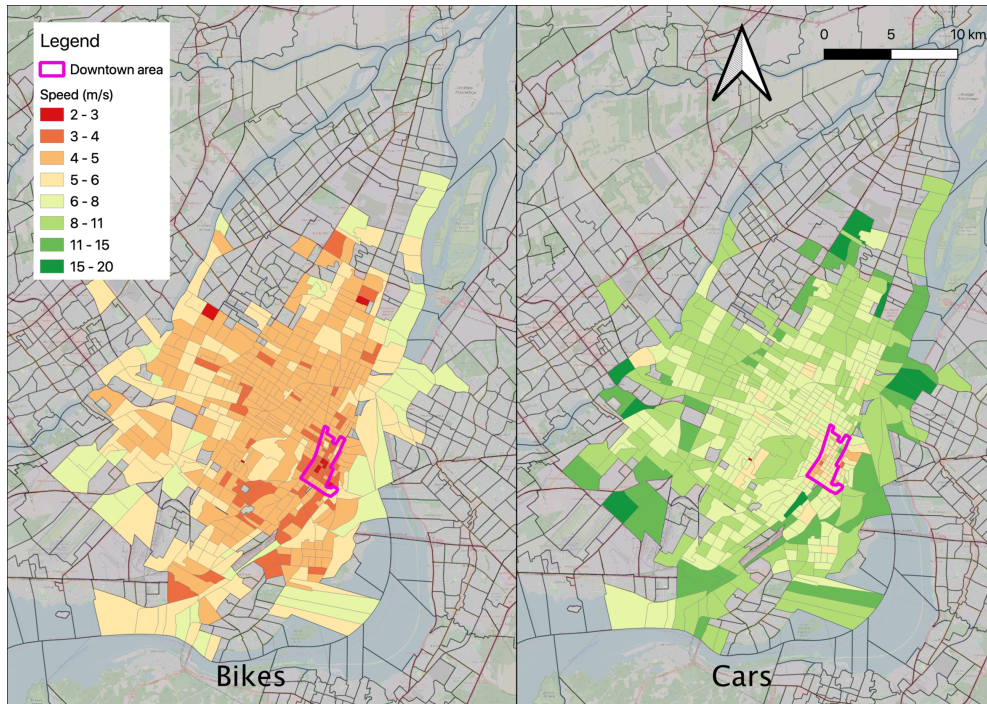 Legend
Downtown area
Speed (m/s)
2 - 3
3 - 4
4 - 5
5 - 6
6 - 8
8 - 11
11 - 15
15 - 20
0 5 10 km
Bikes
Cars